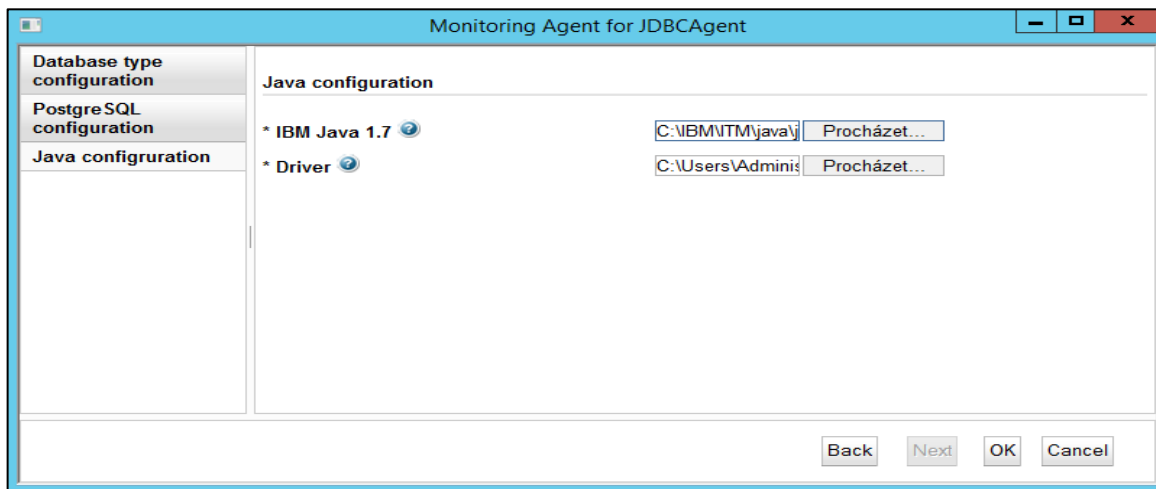 Monitoring Agent for JDBCAgent
Database type
configuration
PostgreSQL
configuration
Java configruration
Java configuration
* IBM Java 1.7
C:\IBM\ITM\java\j
Procházet...
* Driver
C:\Users\Adminis
Procházet...
Back
Next
OK
Cancel